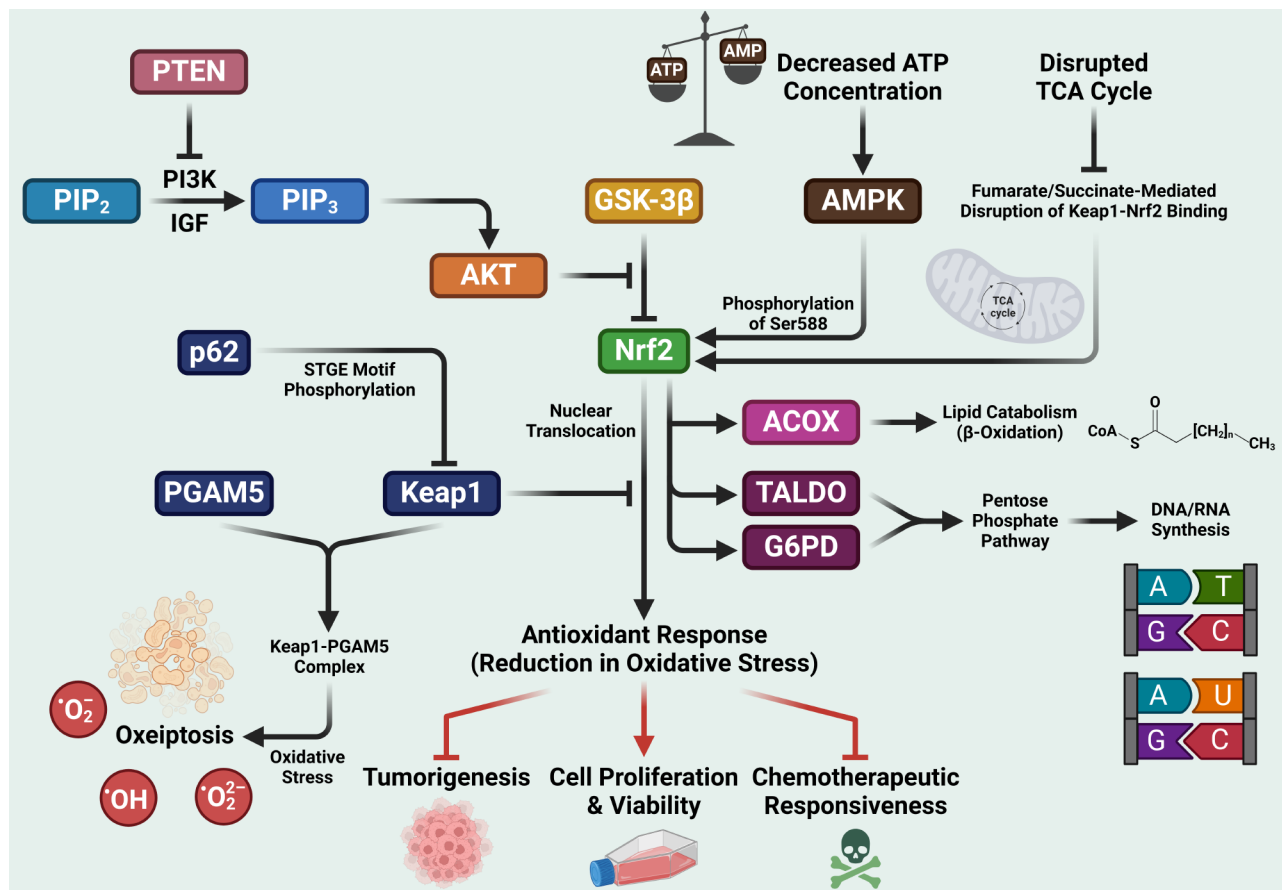 PTEN
PI3K
IGF
PIP₂
PIP₃
AKT
ATP
AMP
Decreased ATP
Concentration
Disrupted
TCA Cycle
GSK-3β
AMPK
Fumarate/Succinate-Mediated
Disruption of Keap1-Nrf2 Binding
TCA
cycle
Phosphorylation
of Ser588
Nrf2
p62
STGE Motif
Phosphorylation
Nuclear
Translocation
ACOX
Lipid Catabolism
(β-Oxidation)
O
CoA
S
[CH₂]ₙ
CH₃
PGAM5
Keap1
TALDO
G6PD
Pentose
Phosphate
Pathway
DNA/RNA
Synthesis
A T
G C
A U
G C
Keap1-PGAM5
Complex
Antioxidant Response
(Reduction in Oxidative Stress)
•O₂⁻
Oxeiptosis
Oxidative
Stress
•OH
•O₂²⁻
Tumorigenesis
Cell Proliferation
& Viability
Chemotherapeutic
Responsiveness